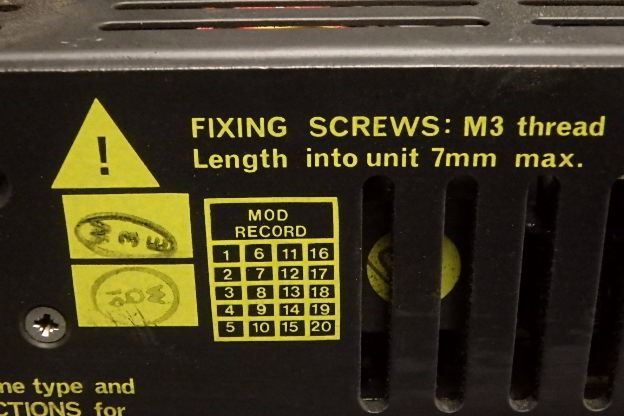 FIXING SCREWS: M3 thread
Length into unit 7mm max.
!
MOD
RECORD
1 6 11 16
2 7 12 17
3 8 13 18
4 9 14 19
5 10 15 20
me type and
CTIONS for